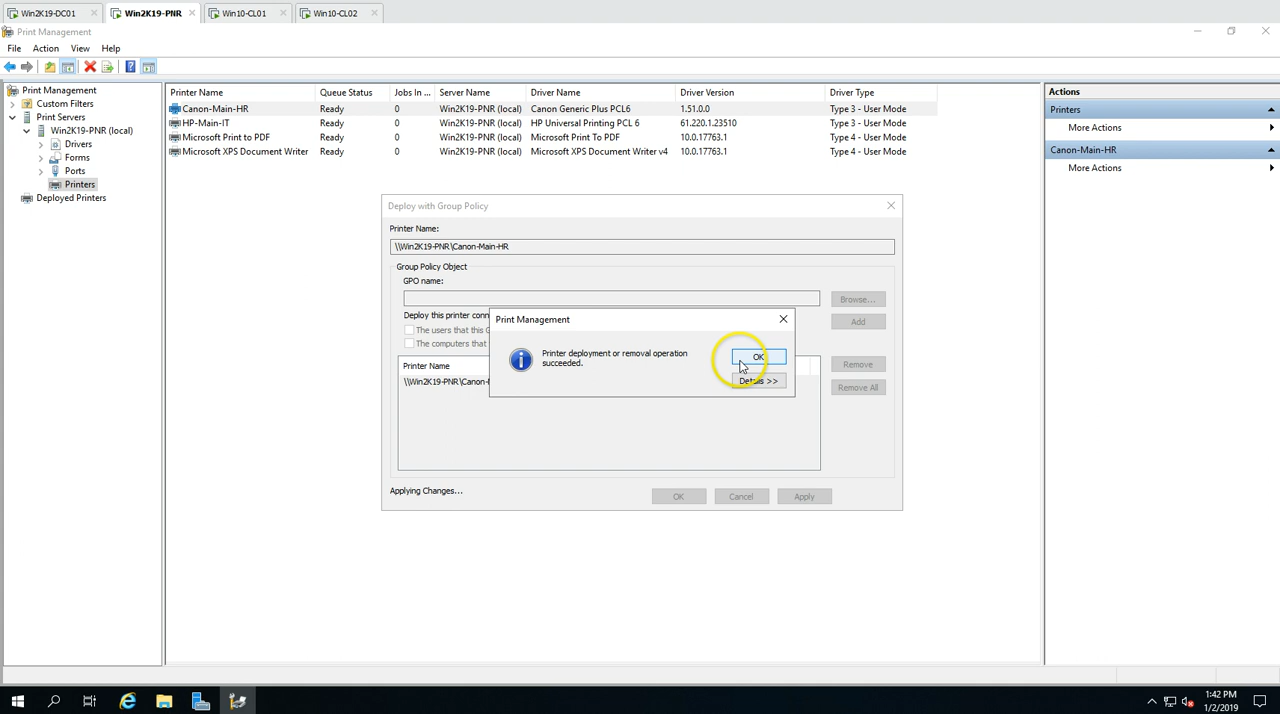 Win2K19-DC01
Win2K19-PNR
Win10-CL01
Win10-CL02
Print Management
File Action View Help
Print Management
Custom Filters
Print Servers
Win2K19-PNR (local)
Drivers
Forms
Ports
Printers
Deployed Printers
Printer Name Queue Status Jobs In ... Server Name Driver Name Driver Version Driver Type
Canon-Main-HR Ready 0 Win2K19-PNR (local) Canon Generic Plus PCL6 1.51.0.0 Type 3 - User Mode
HP-Main-IT Ready 0 Win2K19-PNR (local) HP Universal Printing PCL 6 61.220.1.23510 Type 3 - User Mode
Microsoft Print to PDF Ready 0 Win2K19-PNR (local) Microsoft Print To PDF 10.0.17763.1 Type 4 - User Mode
Microsoft XPS Document Writer Ready 0 Win2K19-PNR (local) Microsoft XPS Document Writer v4 10.0.17763.1 Type 4 - User Mode
Actions
Printers
More Actions
Canon-Main-HR
More Actions
Deploy with Group Policy
Printer Name:
\\Win2K19-PNR\Canon-Main-HR
Group Policy Object
GPO name:
Browse...
Deploy this printer conn
Add
The users that this G
The computers that
Printer Name
\\Win2K19-PNR\Canon-M
Remove
Remove All
Print Management
Printer deployment or removal operation
succeeded.
OK
Details >>
Applying Changes...
OK Cancel Apply
1:42 PM
1/2/2019